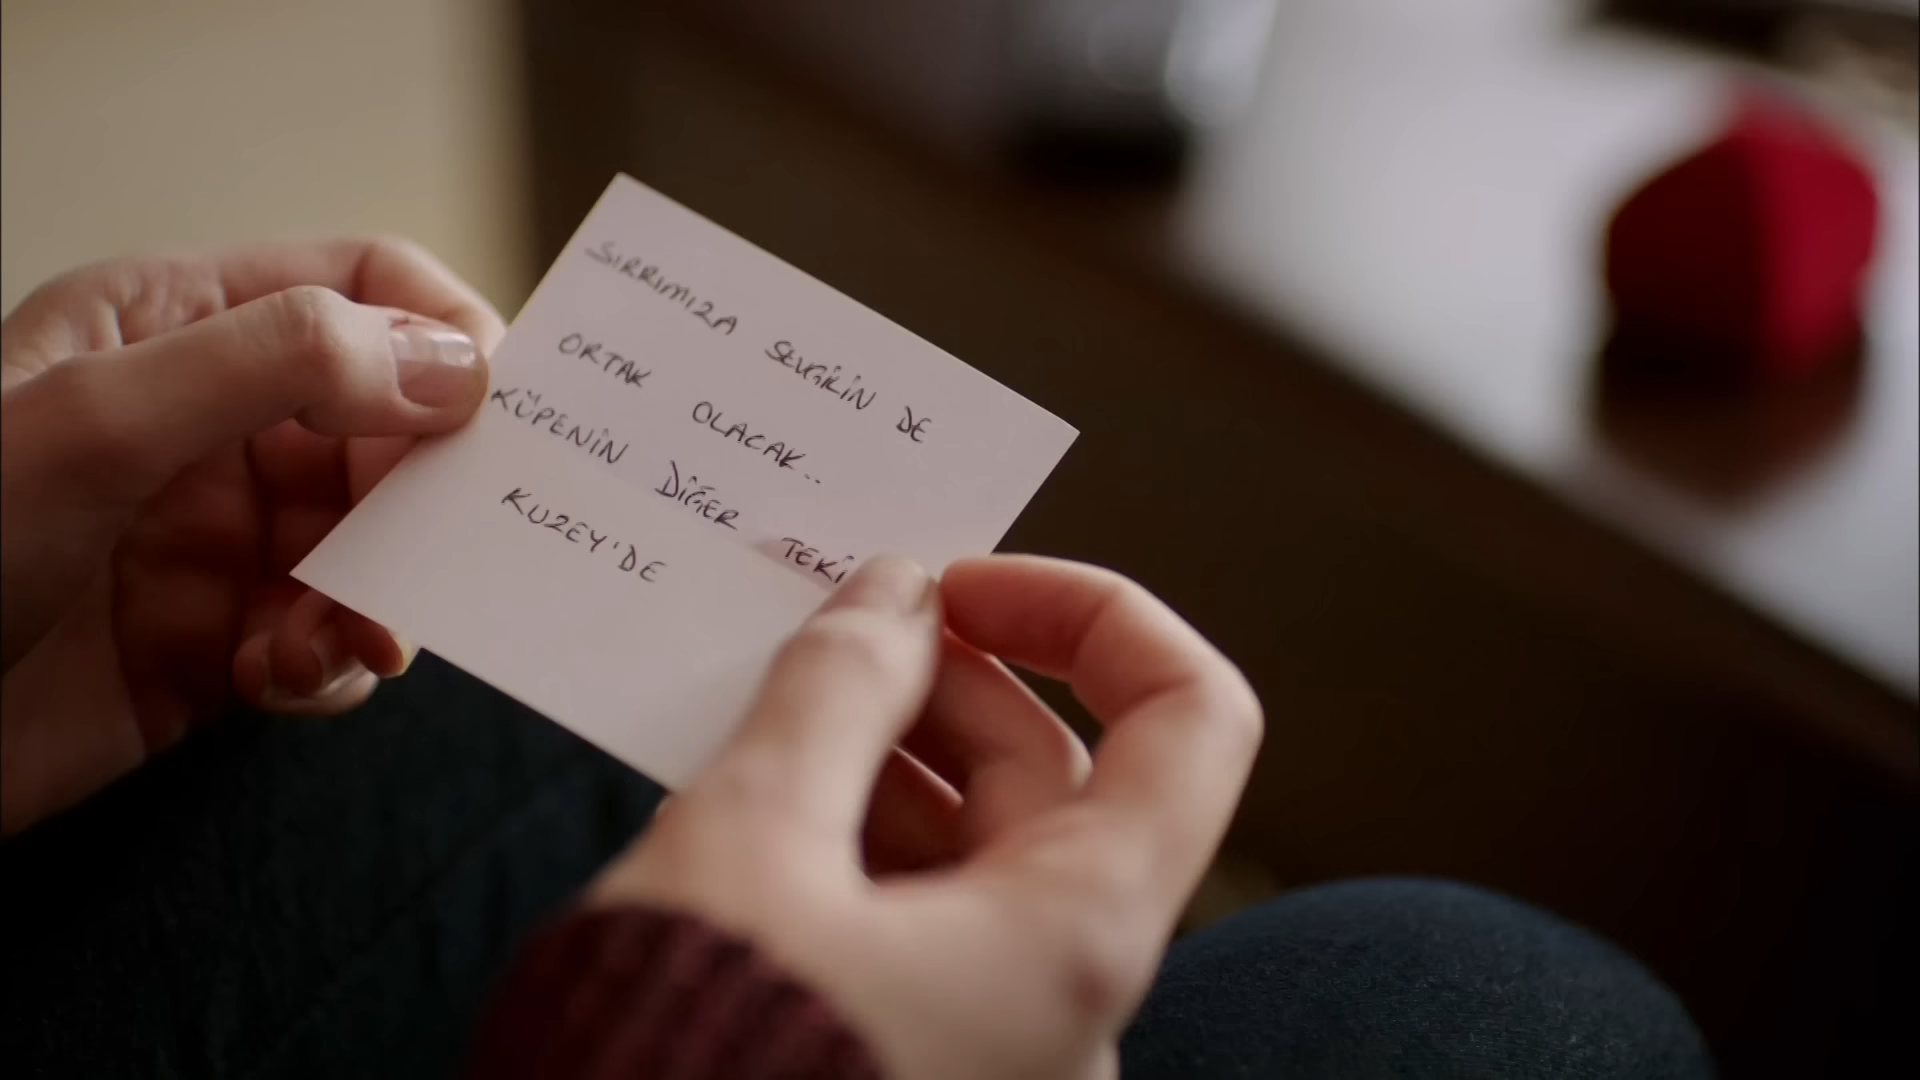 SIRRIMIZA SEVGİLİN DE
ORTAK OLACAK..
KÜPENİN DİĞER TEKİ
KUZEY'DE